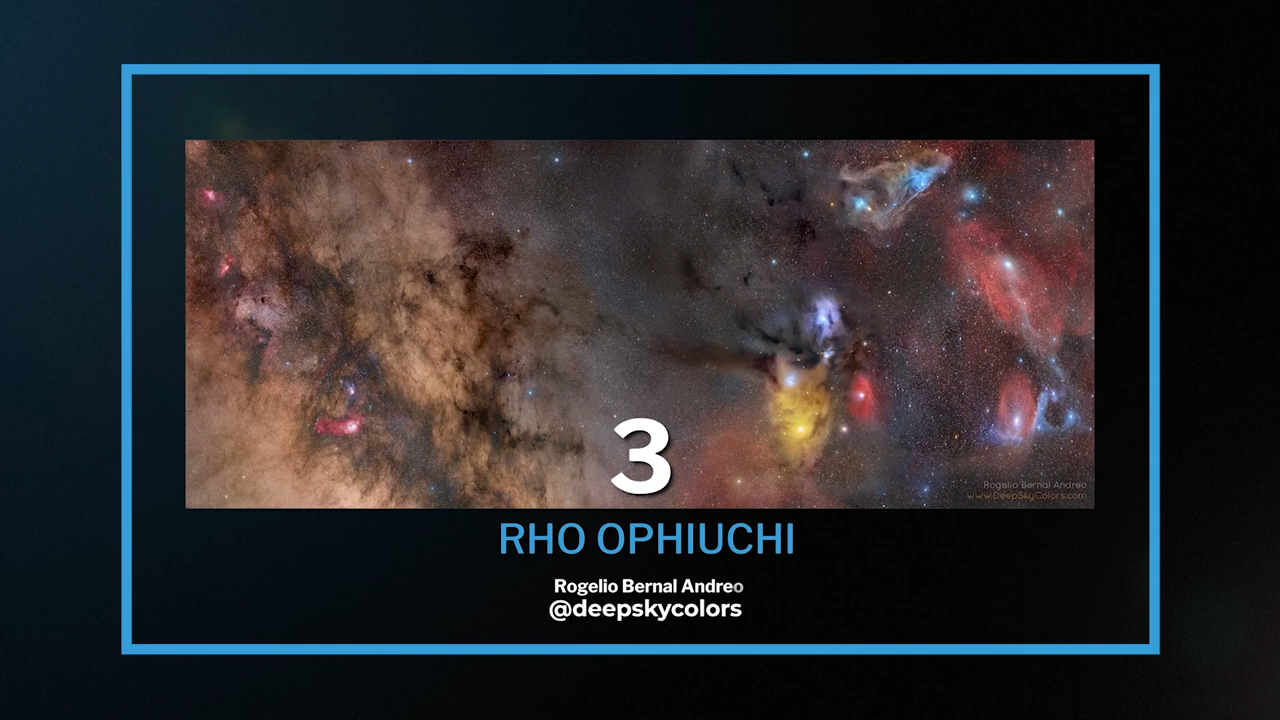 Rogelio Bernal Andreo
www.DeepSkyColors.com
3
RHO OPHIUCHI
Rogelio Bernal Andreo
@deepskycolors